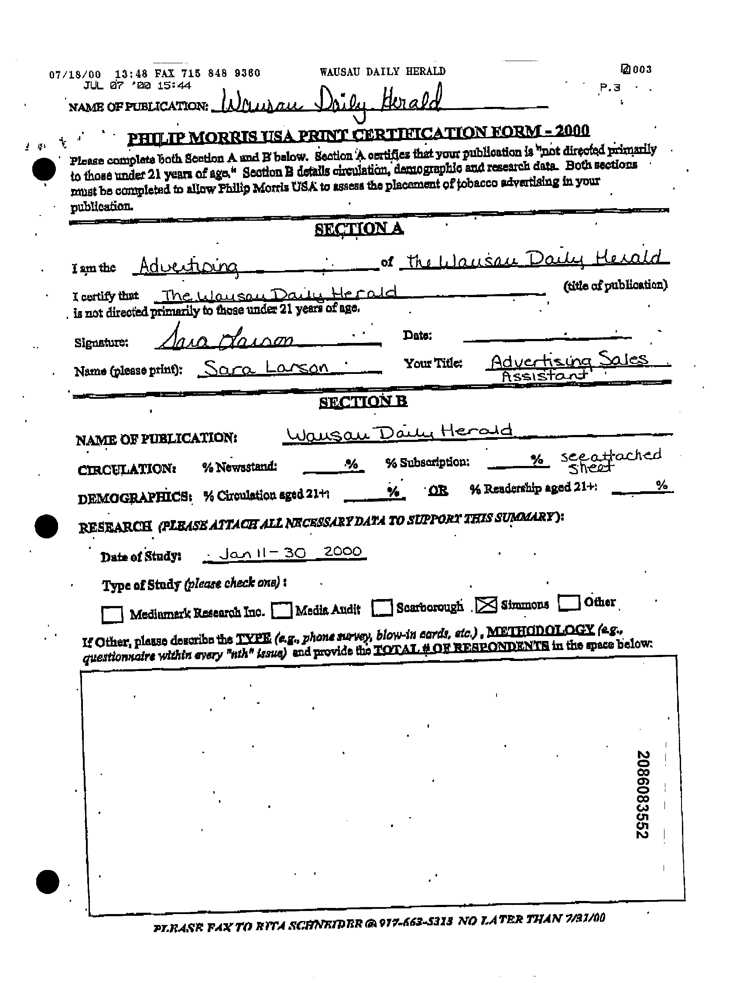 07/18/00 13:48 FAX 715 848 9360 WAUSAU DAILY HERALD 003
JUL 07 '00 15:44 P.3
NAME OF PUBLICATION: Wausau Daily Herald
PHILIP MORRIS USA PRINT CERTIFICATION FORM - 2000
Please complete both Section A and B below. Section A certifies that your publication is "not directed primarily
to those under 21 years of age." Section B details circulation, demographic and research data. Both sections
must be completed to allow Philip Morris USA to assess the placement of tobacco advertising in your
publication.
SECTION A
I am the Advertising of the Wausau Daily Herald
I certify that The Wausau Daily Herald (title of publication)
is not directed primarily to those under 21 years of age.
Signature: Sara Larson Date:
Name (please print): Sara Larson Your Title: Advertising Sales
Assistant
SECTION B
NAME OF PUBLICATION: Wausau Daily Herald
CIRCULATION: % Newsstand: % % Subscription: % see attached
sheet
DEMOGRAPHICS: % Circulation aged 21+: % OR % Readership aged 21+: %
RESEARCH (PLEASE ATTACH ALL NECESSARY DATA TO SUPPORT THIS SUMMARY):
Date of Study: Jan 11-30 2000
Type of Study (please check one) :
Mediamark Research Inc. Media Audit Scarborough Simmons Other
If Other, please describe the TYPE (e.g., phone survey, blow-in cards, etc.) , METHODOLOGY (e.g.,
questionnaire within every "nth" issue) and provide the TOTAL # OF RESPONDENTS in the space below:
2086083552
PLEASE FAX TO RITA SCHNEIDER @ 917-663-5315 NO LATER THAN 7/31/00